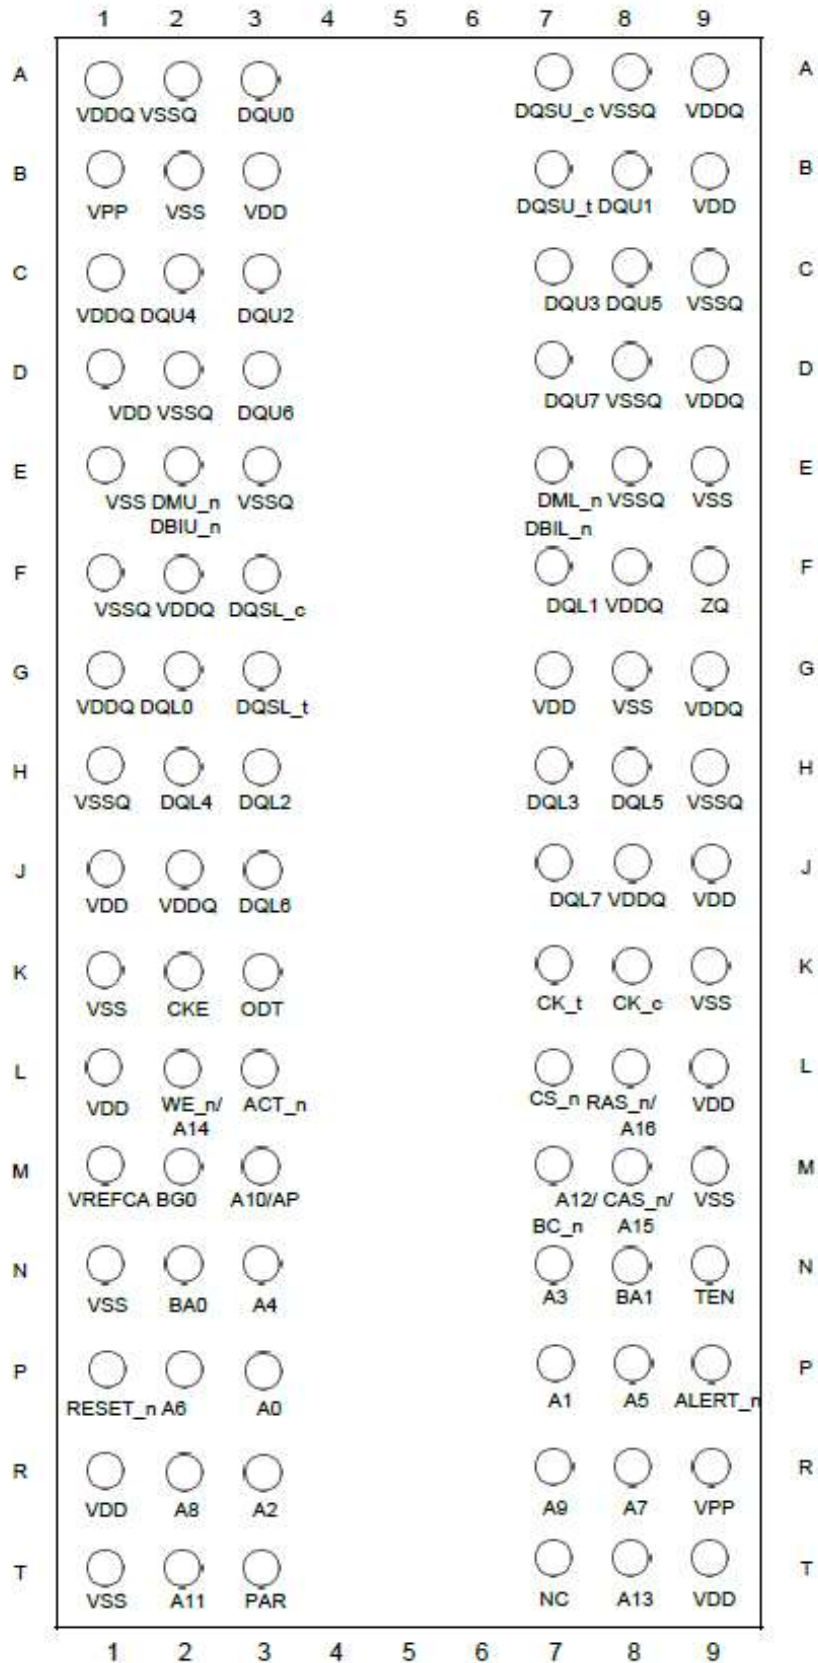 1 2 3 4 5 6 7 8 9
A A
VDDQ VSSQ DQU0 DQSU_c VSSQ VDDQ
B B
VPP VSS VDD DQSU_t DQU1 VDD
C C
VDDQ DQU4 DQU2 DQU3 DQU5 VSSQ
D D
VDD VSSQ DQU6 DQU7 VSSQ VDDQ
E E
VSS DMU_n VSSQ DML_n VSSQ VSS
DBIU_n DBIL_n
F F
VSSQ VDDQ DQSL_c DQL1 VDDQ ZQ
G G
VDDQ DQL0 DQSL_t VDD VSS VDDQ
H H
VSSQ DQL4 DQL2 DQL3 DQL5 VSSQ
J J
VDD VDDQ DQL6 DQL7 VDDQ VDD
K K
VSS CKE ODT CK_t CK_c VSS
L L
VDD WE_n/ ACT_n CS_n RAS_n/ VDD
A14 A16
M M
VREFCA BG0 A10/AP A12/ CAS_n/ VSS
BC_n A15
N N
VSS BA0 A4 A3 BA1 TEN
P P
RESET_n A6 A0 A1 A5 ALERT_n
R R
VDD A8 A2 A9 A7 VPP
T T
VSS A11 PAR NC A13 VDD
1 2 3 4 5 6 7 8 9